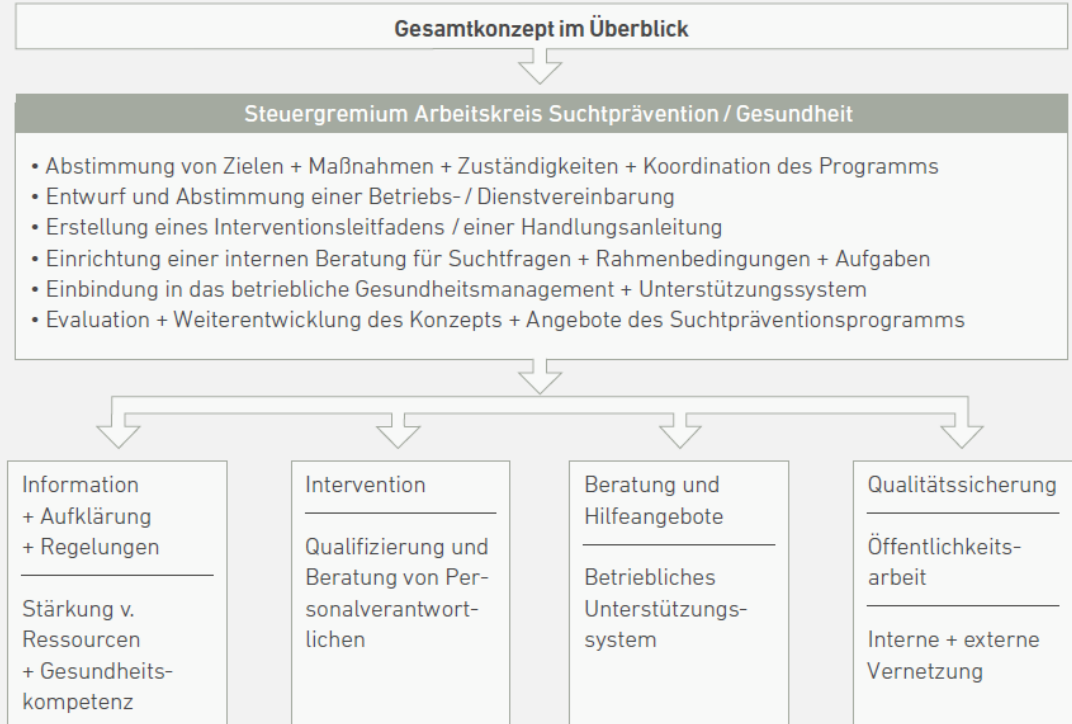 Gesamtkonzept im Überblick
Steuergremium Arbeitskreis Suchtprävention / Gesundheit
• Abstimmung von Zielen + Maßnahmen + Zuständigkeiten + Koordination des Programms
• Entwurf und Abstimmung einer Betriebs- / Dienstvereinbarung
• Erstellung eines Interventionsleitfadens / einer Handlungsanleitung
• Einrichtung einer internen Beratung für Suchtfragen + Rahmenbedingungen + Aufgaben
• Einbindung in das betriebliche Gesundheitsmanagement + Unterstützungssystem
• Evaluation + Weiterentwicklung des Konzepts + Angebote des Suchtpräventionsprogramms
Information
+ Aufklärung
+ Regelungen
Stärkung v.
Ressourcen
+ Gesundheits-
kompetenz
Intervention
Qualifizierung und
Beratung von Per-
sonalverantwort-
lichen
Beratung und
Hilfeangebote
Betriebliches
Unterstützungs-
system
Qualitätssicherung
Öffentlichkeits-
arbeit
Interne + externe
Vernetzung